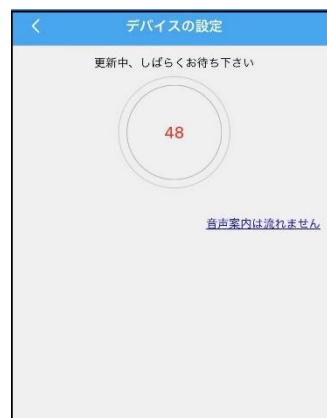 デバイスの設定
更新中、しばらくお待ち下さい
48
音声案内は流れません